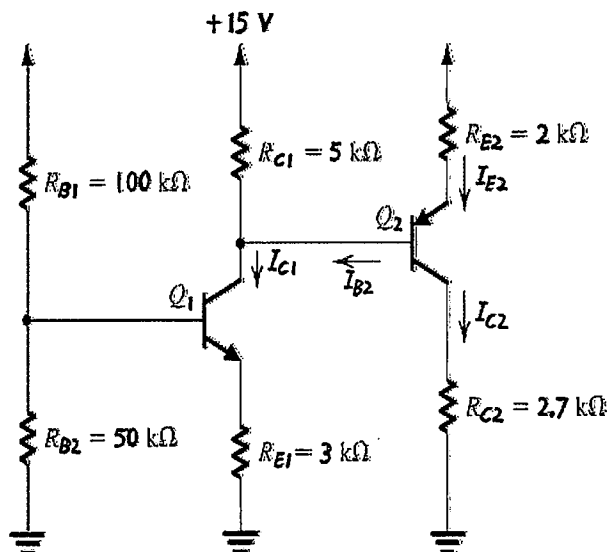 +15 V
R_B1 = 100 kΩ
R_C1 = 5 kΩ
R_E2 = 2 kΩ
I_E2
Q_2
I_C1
I_B2
Q_1
I_C2
R_B2 = 50 kΩ
R_E1 = 3 kΩ
R_C2 = 2.7 kΩ